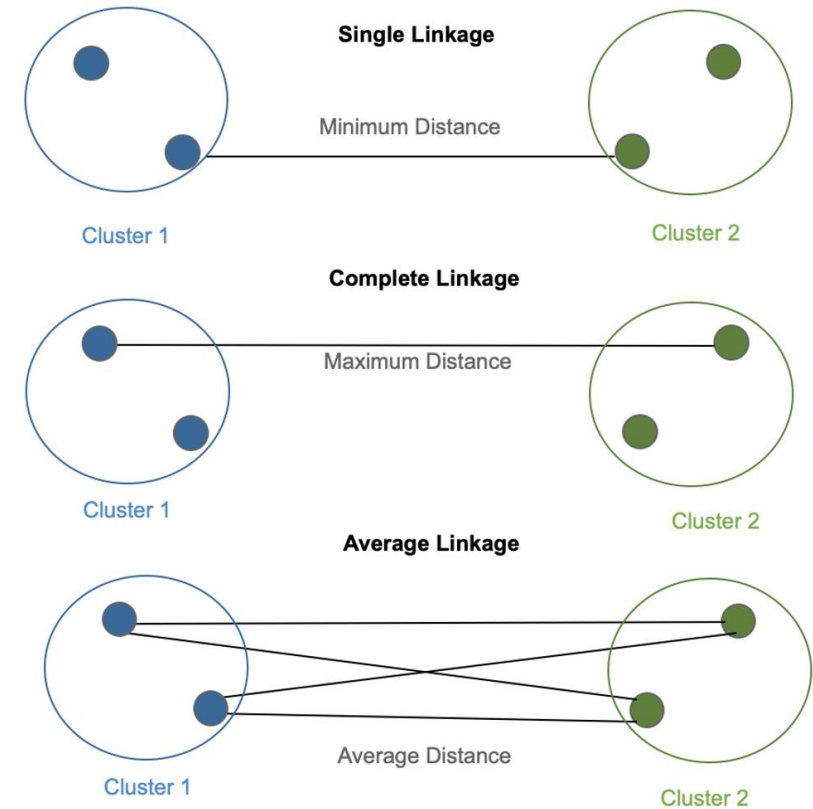 Single Linkage
Minimum Distance
Cluster 1
Cluster 2
Complete Linkage
Maximum Distance
Cluster 1
Cluster 2
Average Linkage
Average Distance
Cluster 1
Cluster 2